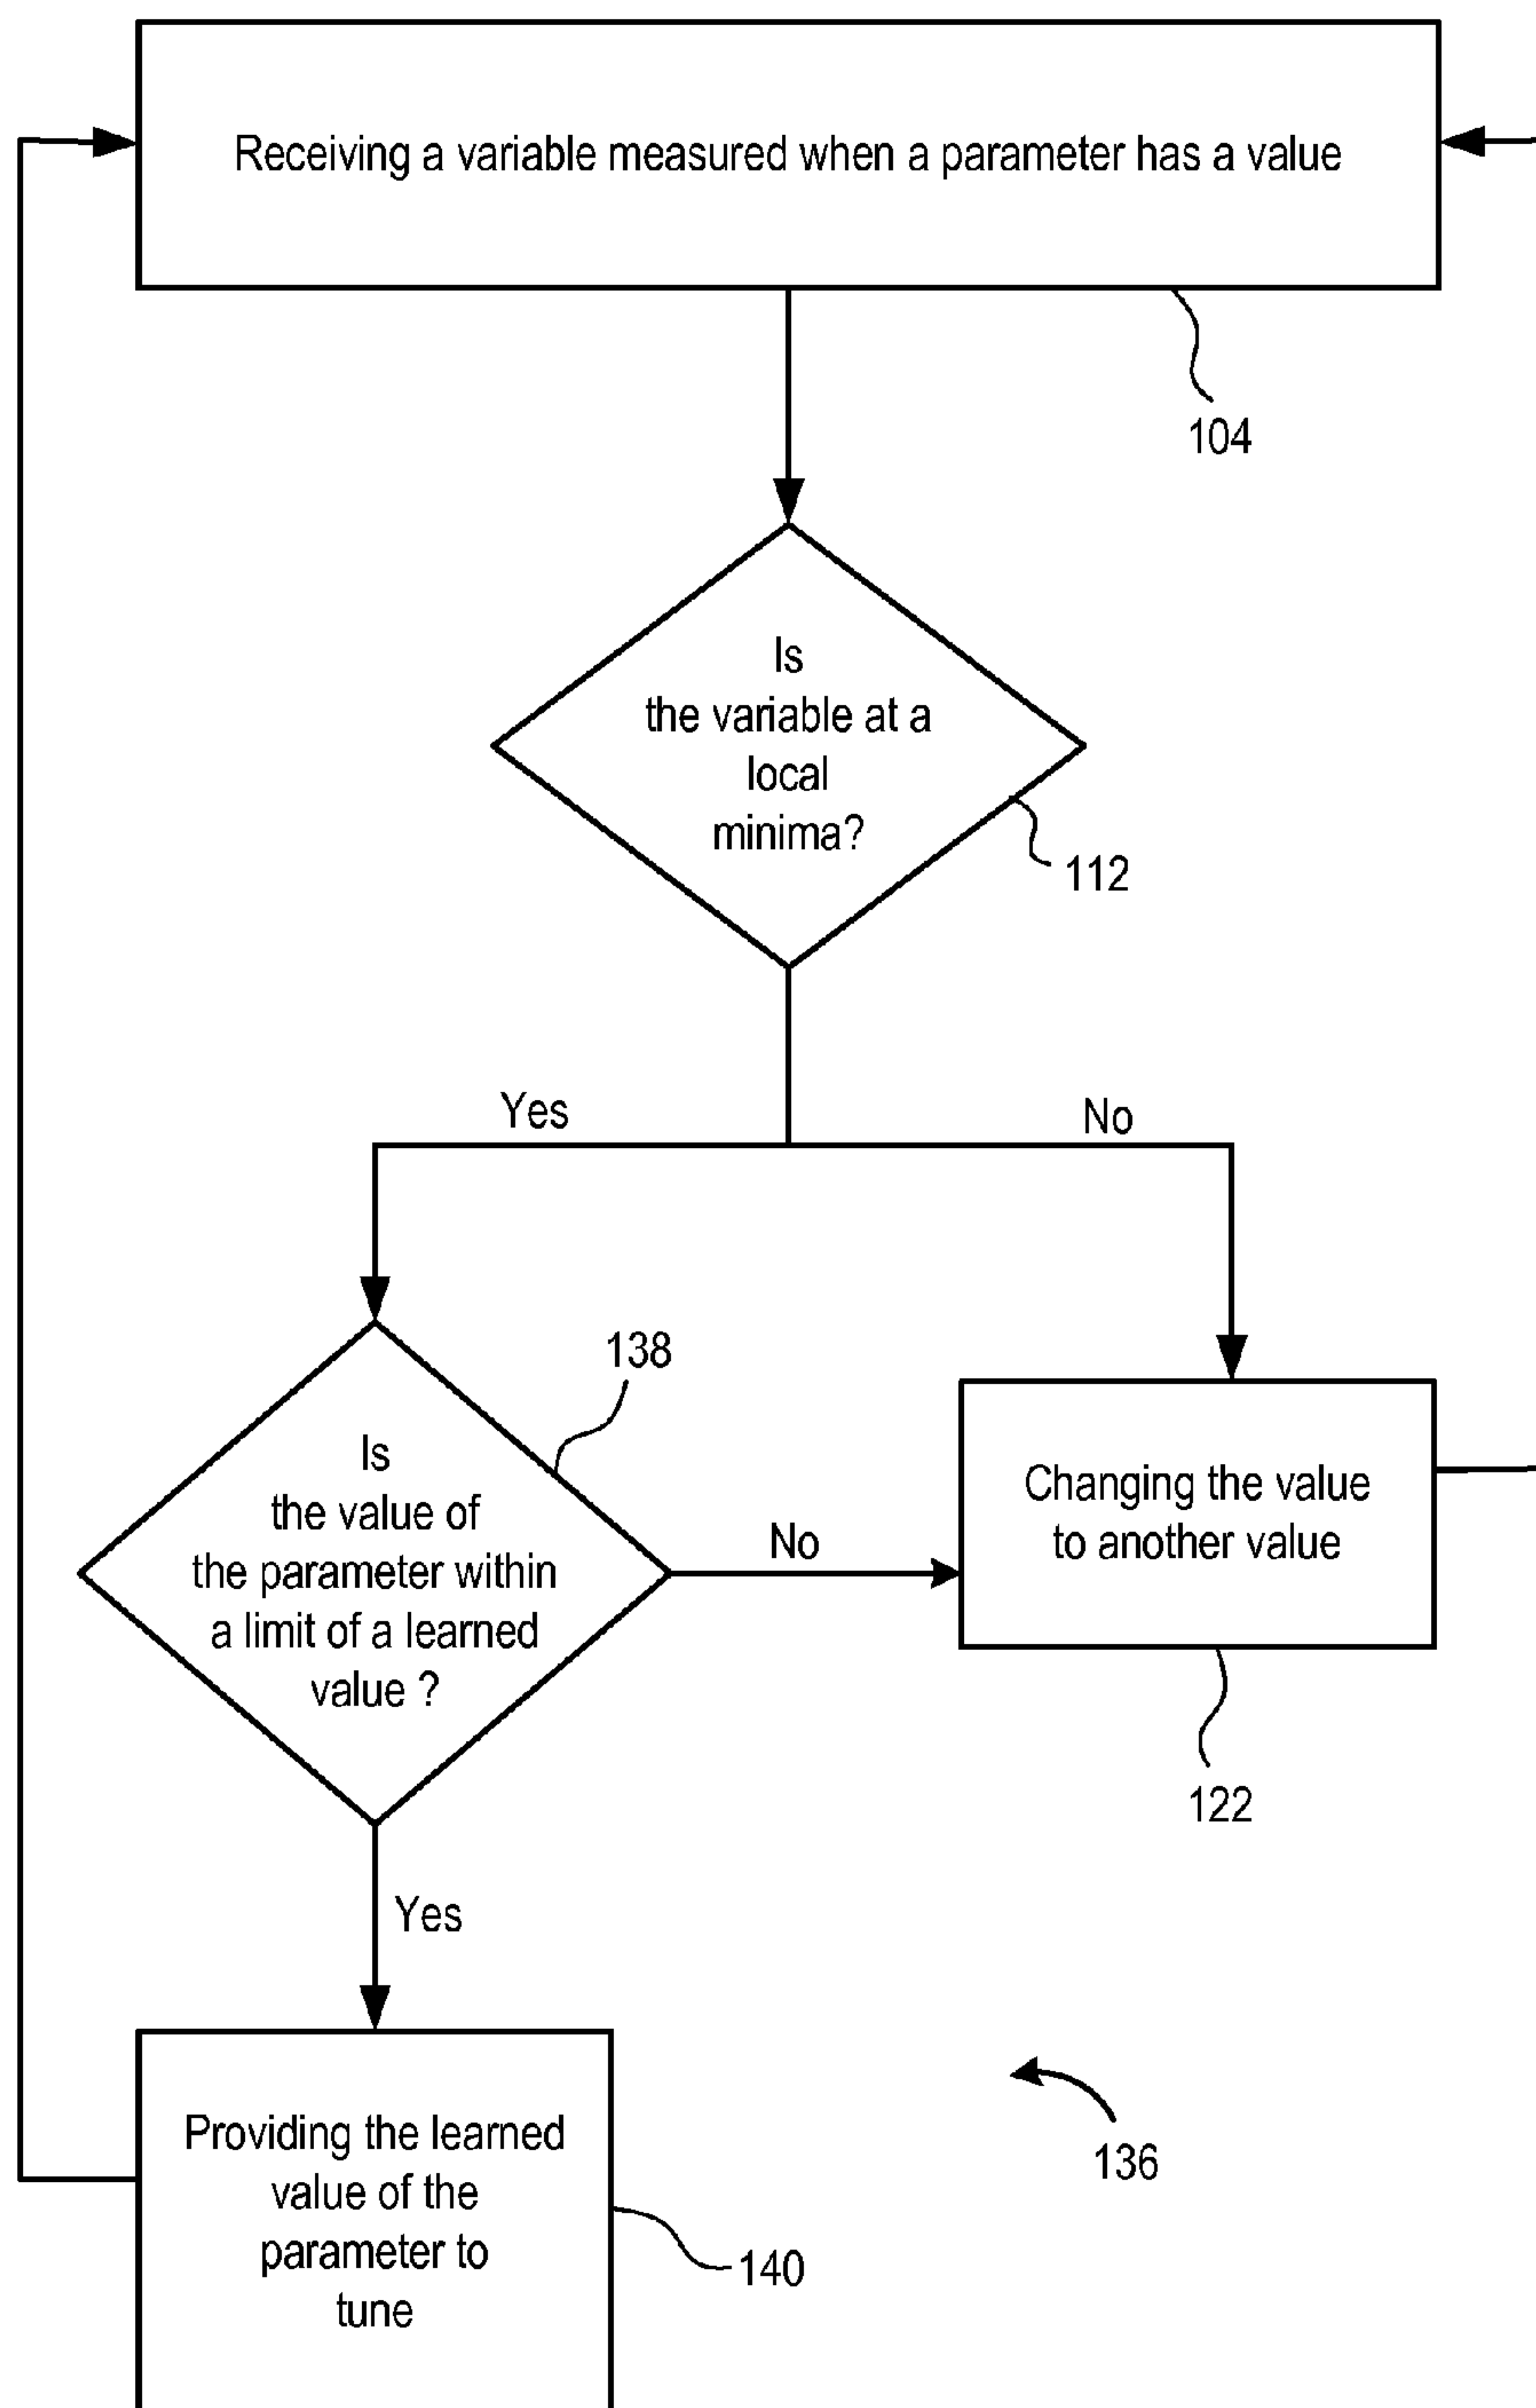 Receiving a variable measured when a parameter has a value
104
Is
the variable at a
local
minima?
112
Yes
No
138
Is
the value of
the parameter within
a limit of a learned
value ?
No
Changing the value
to another value
122
Yes
Providing the learned
value of the
parameter to
tune
136
140